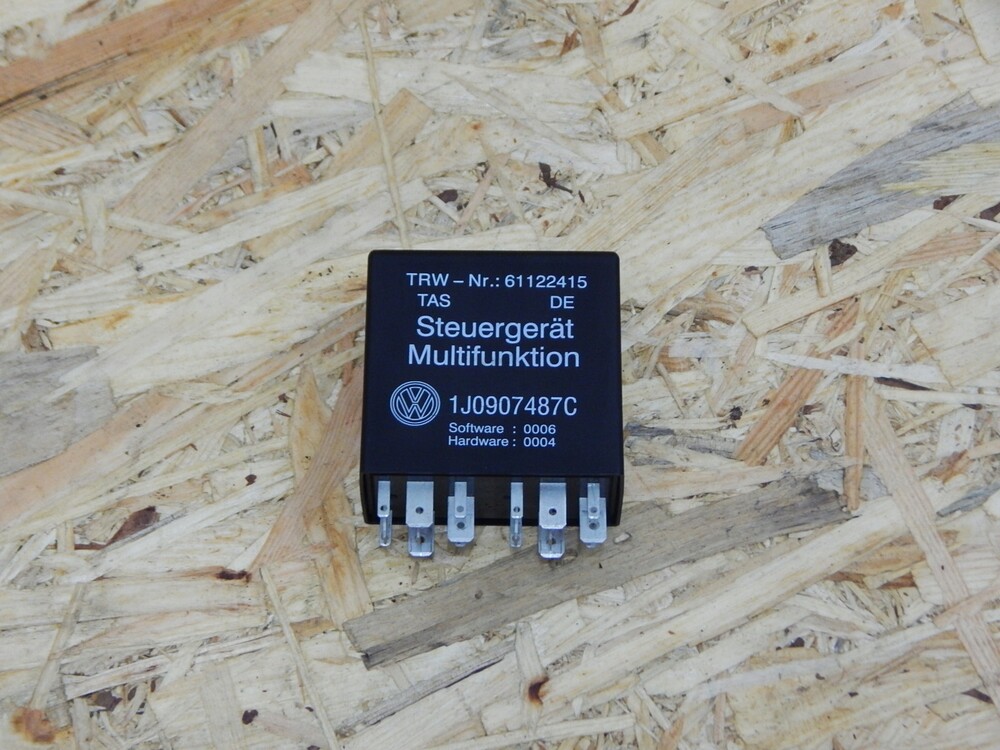 TRW – Nr.: 61122415
TAS DE
Steuergerät
Multifunktion
1J0907487C
Software : 0006
Hardware : 0004